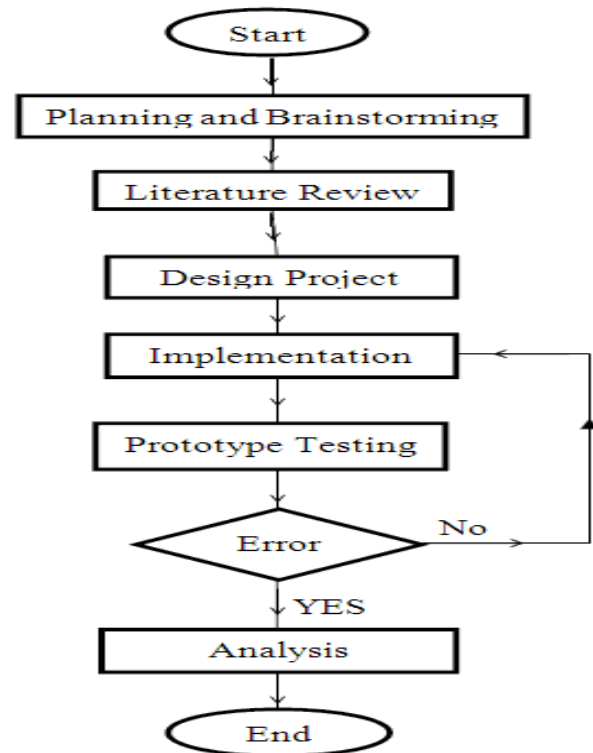 Start
Planning and Brainstorming
Literature Review
Design Project
Implementation
Prototype Testing
Error
No
YES
Analysis
End